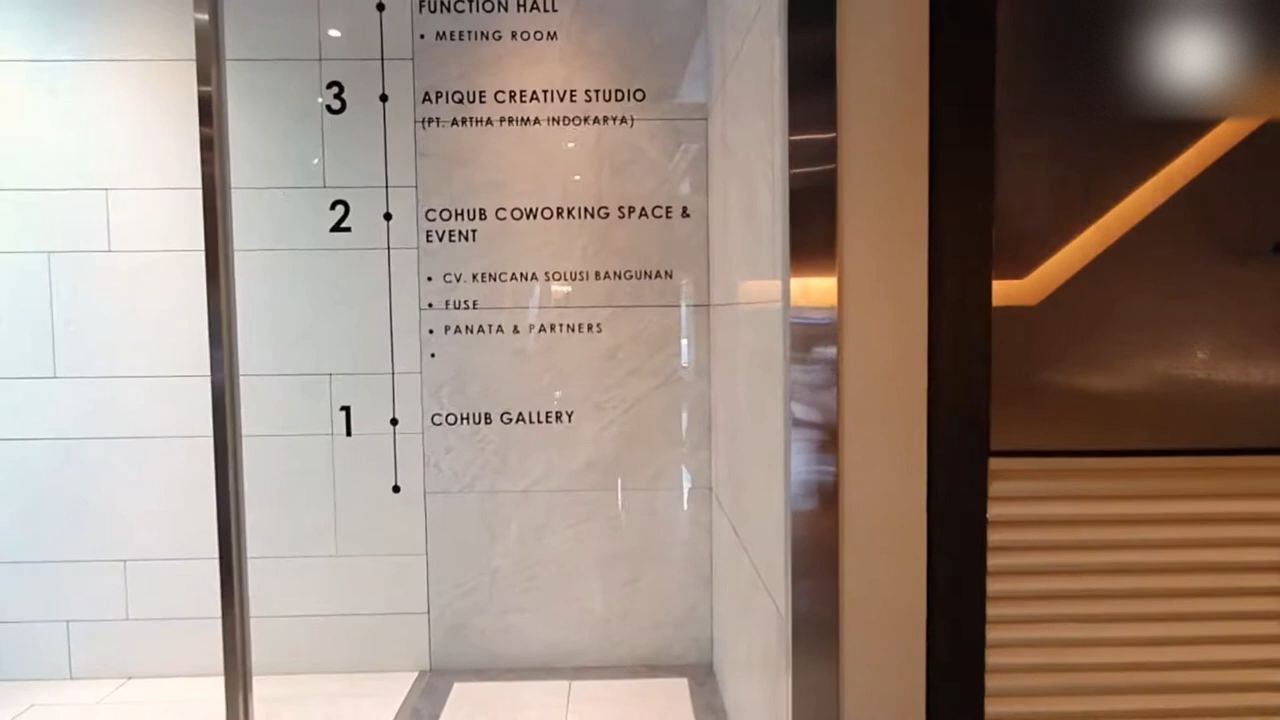 FUNCTION HALL
• MEETING ROOM
3 APIQUE CREATIVE STUDIO
(PT. ARTHA PRIMA INDOKARYA)
2 COHUB COWORKING SPACE &
EVENT
• CV. KENCANA SOLUSI BANGUNAN
• FUSE
• PANATA & PARTNERS
•
1 COHUB GALLERY